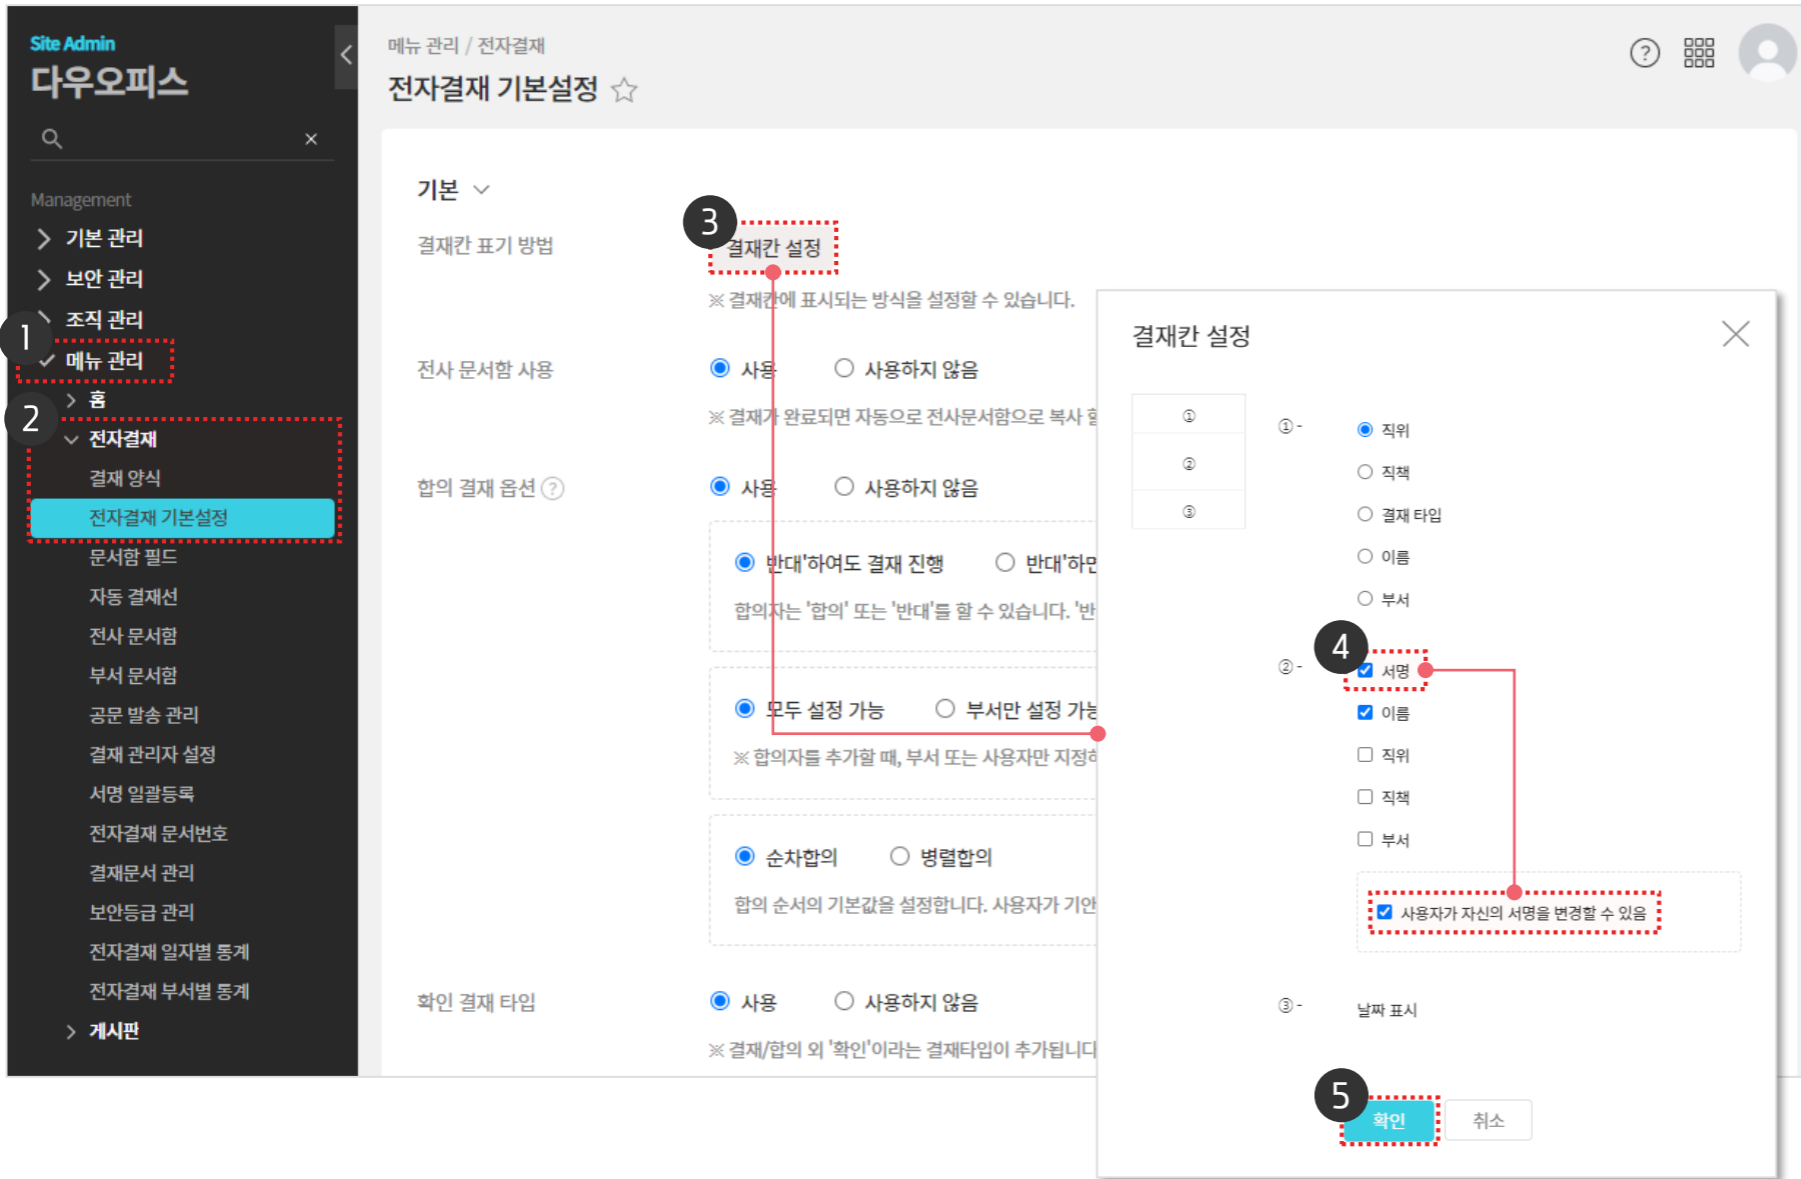 Site Admin
다우오피스
Management
기본 관리
보안 관리
조직 관리
1
메뉴 관리
홈
2
전자결재
결재 양식
전자결재 기본설정
문서함 필드
자동 결재선
전사 문서함
부서 문서함
공문 발송 관리
결재 관리자 설정
서명 일괄등록
전자결재 문서번호
결재문서 관리
보안등급 관리
전자결재 일자별 통계
전자결재 부서별 통계
게시판
메뉴 관리 / 전자결재
전자결재 기본설정
?
기본
3
결재칸 표기 방법 결재칸 설정
※ 결재칸에 표시되는 방식을 설정할 수 있습니다.
전사 문서함 사용 사용 사용하지 않음
※ 결재가 완료되면 자동으로 전사문서함으로 복사
합의 결재 옵션 ? 사용 사용하지 않음
반대'하여도 결재 진행 반대'하면
합의자는 '합의' 또는 '반대'를 할 수 있습니다. '반
모두 설정 가능 부서만 설정 가능
※ 합의자를 추가할 때, 부서 또는 사용자만 지정하
순차합의 병렬합의
합의 순서의 기본값을 설정합니다. 사용자가 기안
확인 결재 타입 사용 사용하지 않음
※ 결재/합의 외 '확인'이라는 결재타입이 추가됩니다
결재칸 설정
①
②
③
① - 직위
직책
결재 타입
이름
부서
4
② - 서명
이름
직위
직책
부서
사용자가 자신의 서명을 변경할 수 있음
③ - 날짜 표시
5
확인 취소